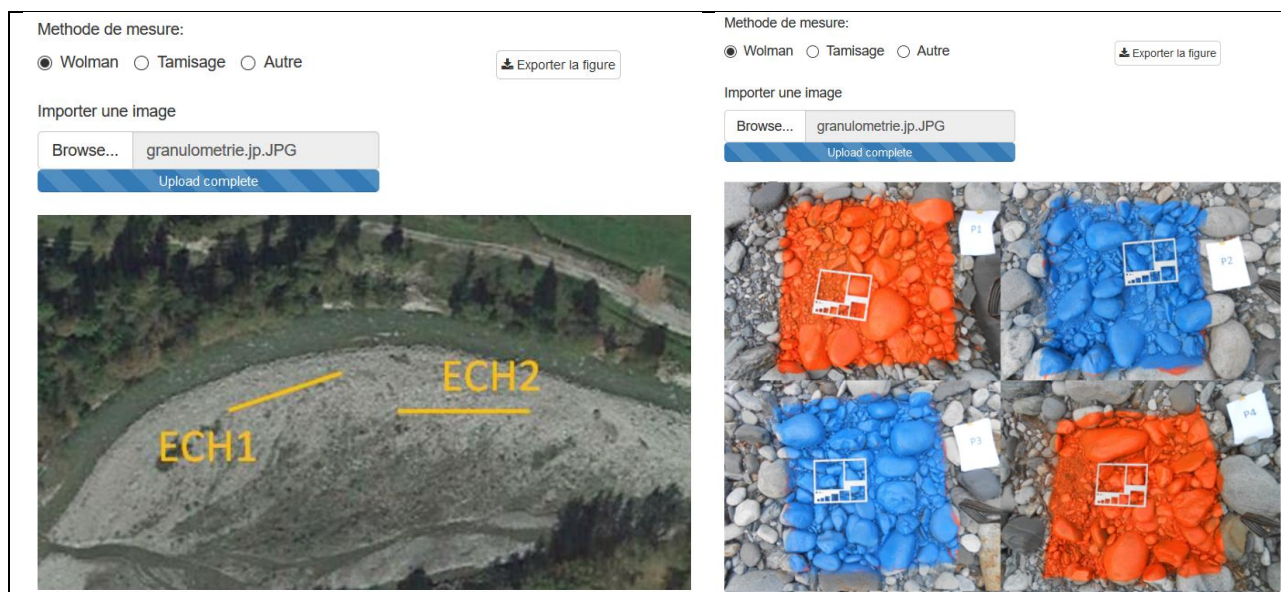 Methode de mesure:
Wolman Tamisage Autre
Exporter la figure
Importer une image
Browse... granulometrie.jp.JPG
Upload complete
ECH1
ECH2
Methode de mesure:
Wolman Tamisage Autre
Exporter la figure
Importer une image
Browse... granulometrie.jp.JPG
Upload complete
P1
P2
P3
P4